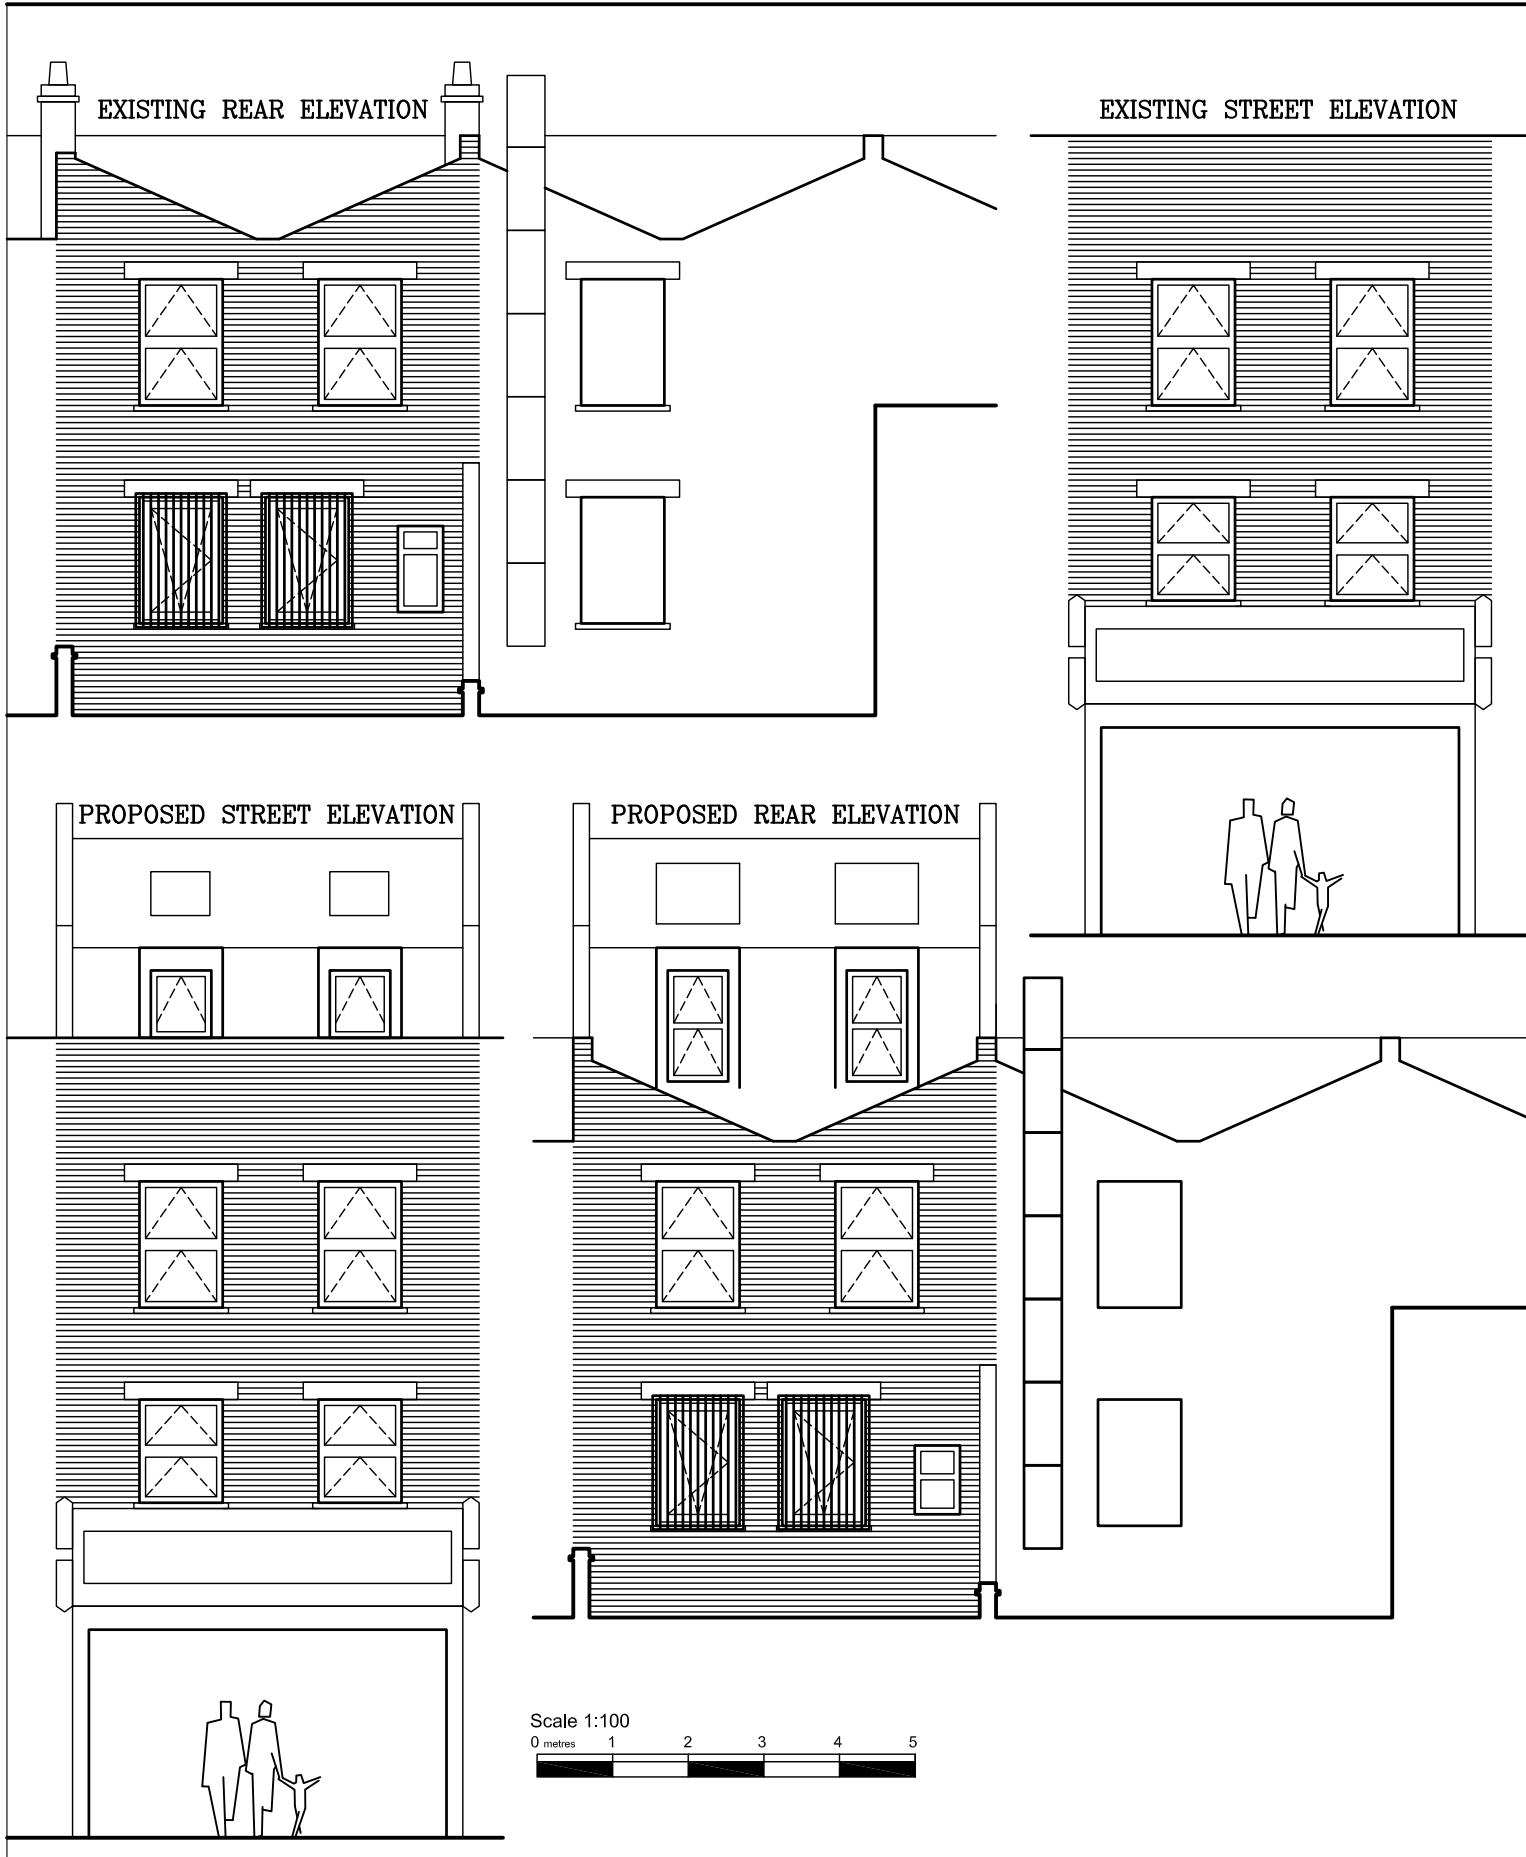 EXISTING REAR ELEVATION
EXISTING STREET ELEVATION
PROPOSED STREET ELEVATION
PROPOSED REAR ELEVATION
Scale 1:100
0 metres 1 2 3 4 5